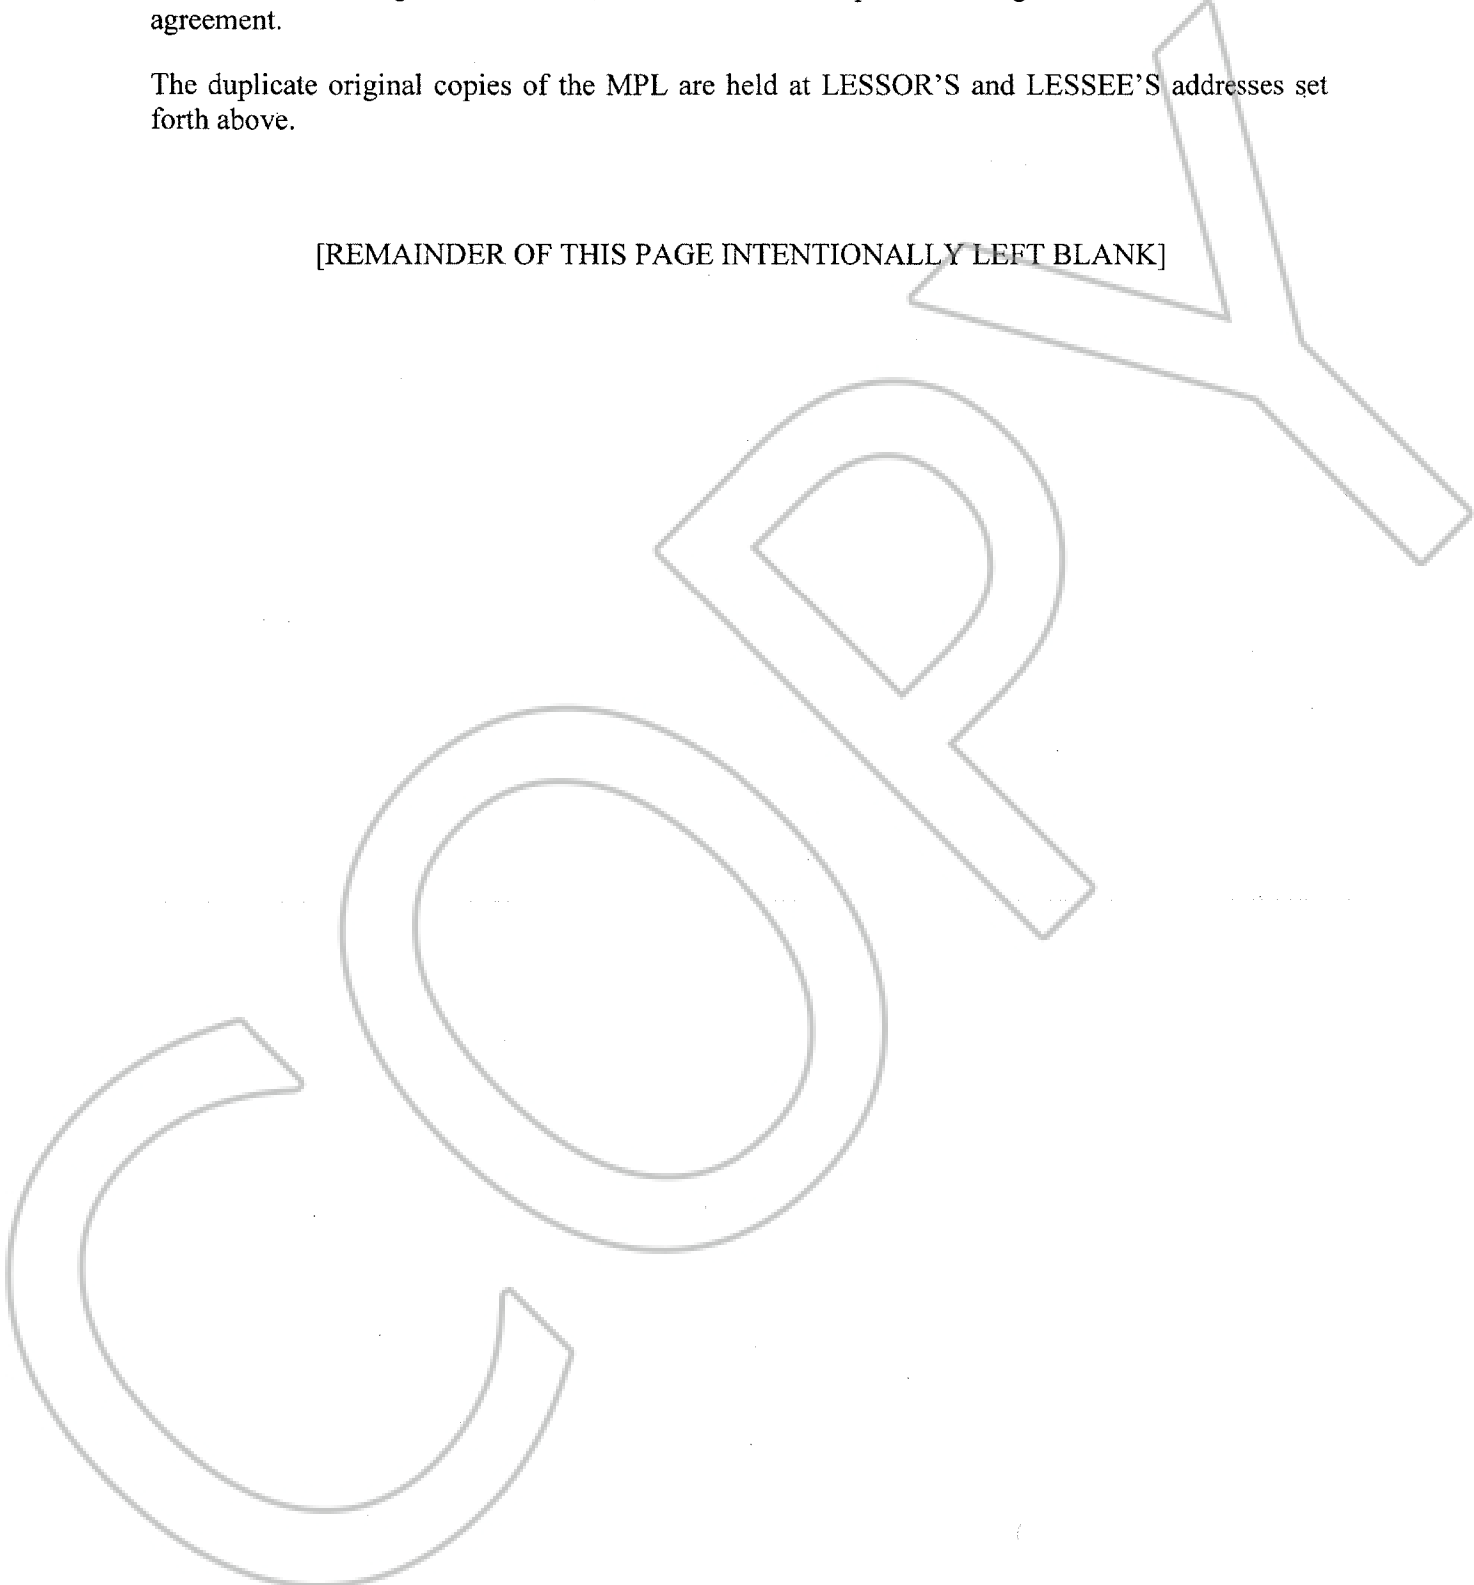 agreement.
The duplicate original copies of the MPL are held at LESSOR'S and LESSEE'S addresses set
forth above.
[REMAINDER OF THIS PAGE INTENTIONALLY LEFT BLANK]
COPY